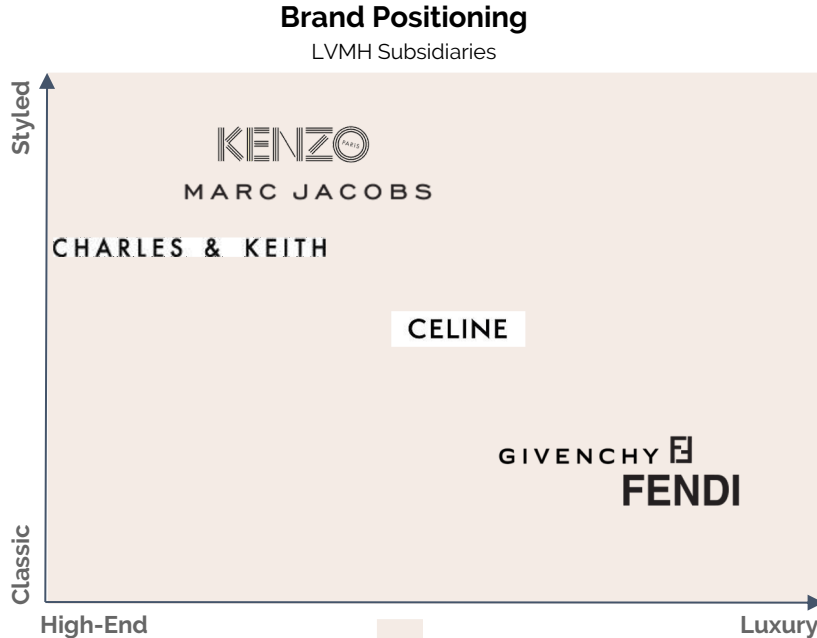 Brand Positioning
LVMH Subsidiaries
Styled
KENZO PARIS
MARC JACOBS
CHARLES & KEITH
CELINE
GIVENCHY
FENDI
Classic
High-End
Luxury